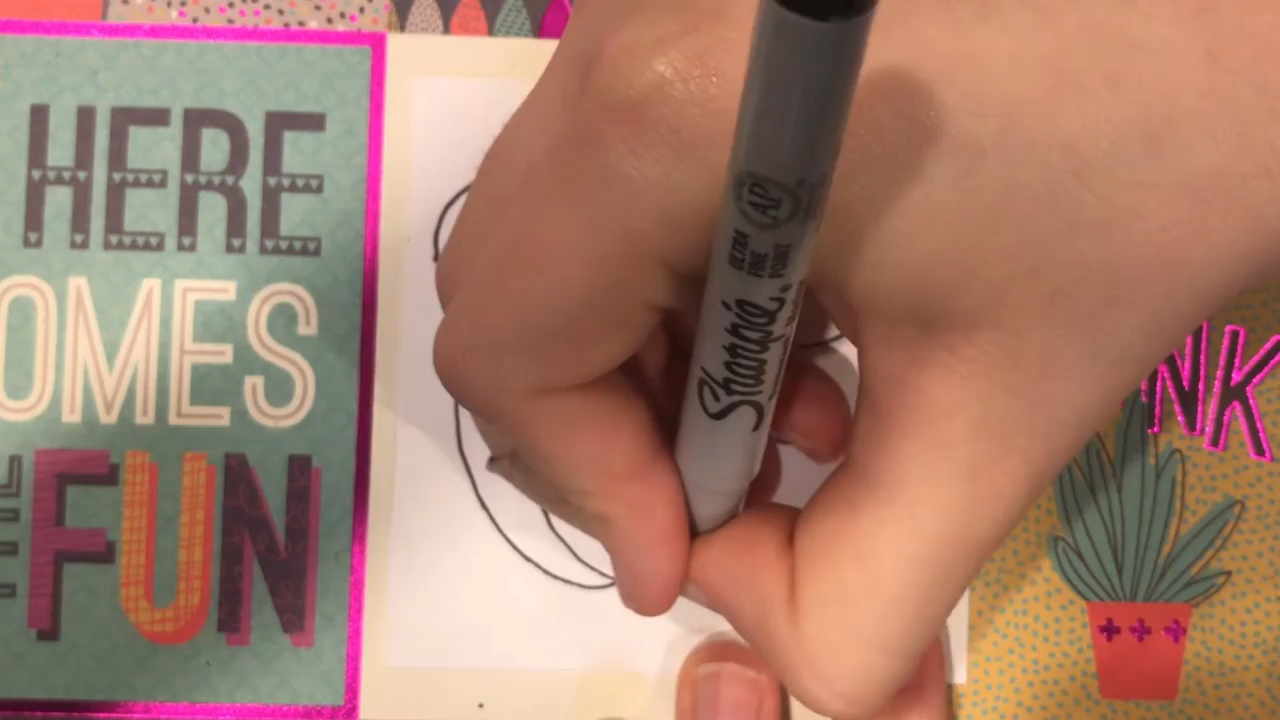 HERE
OMES
FUN
AP
ULTRA
FINE
POINT
Sharpie
NK